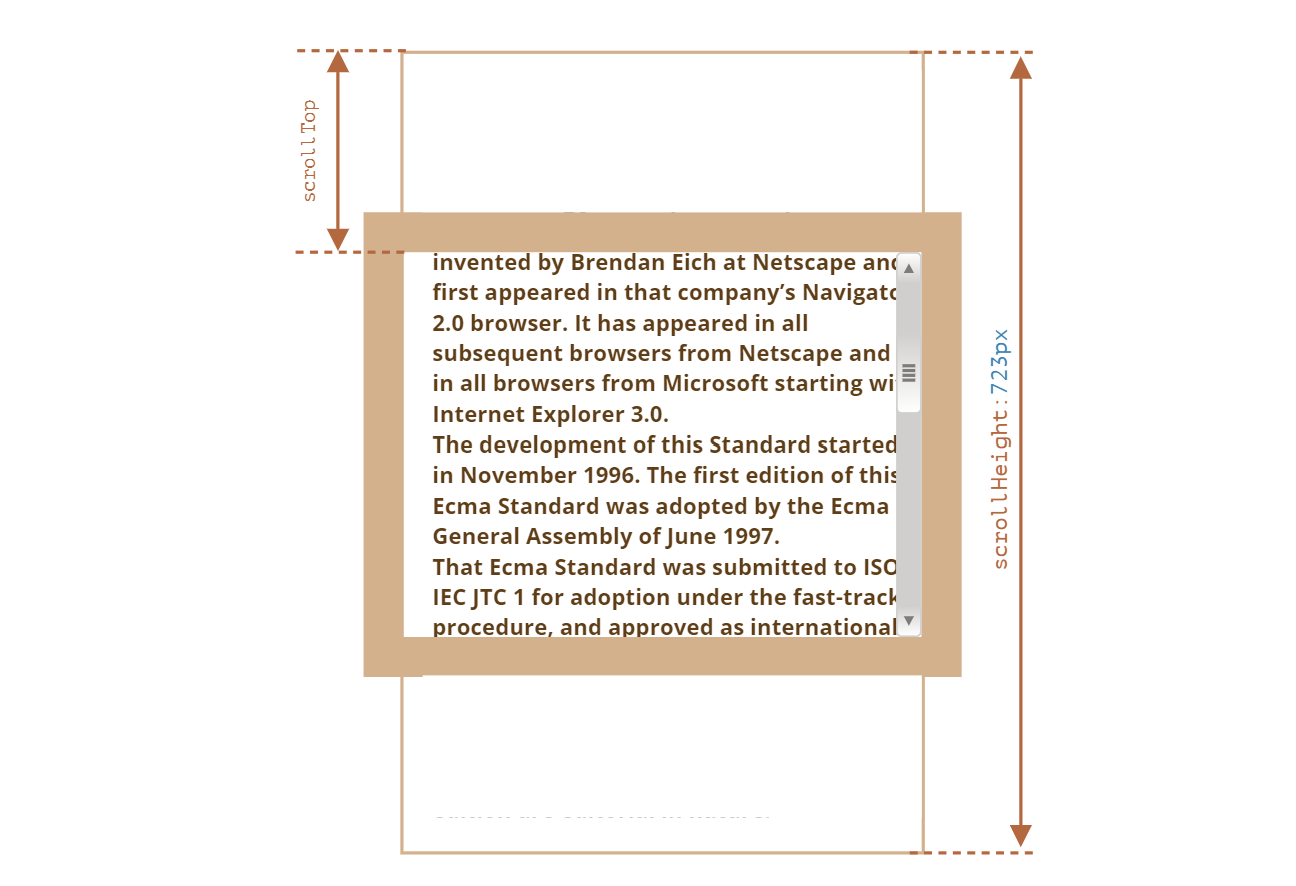 scrollTop
invented by Brendan Eich at Netscape and
first appeared in that company’s Navigato
2.0 browser. It has appeared in all
subsequent browsers from Netscape and
in all browsers from Microsoft starting wi
Internet Explorer 3.0.
The development of this Standard started
in November 1996. The first edition of this
Ecma Standard was adopted by the Ecma
General Assembly of June 1997.
That Ecma Standard was submitted to ISO
IEC JTC 1 for adoption under the fast-track
procedure, and approved as international
scrollHeight:723px